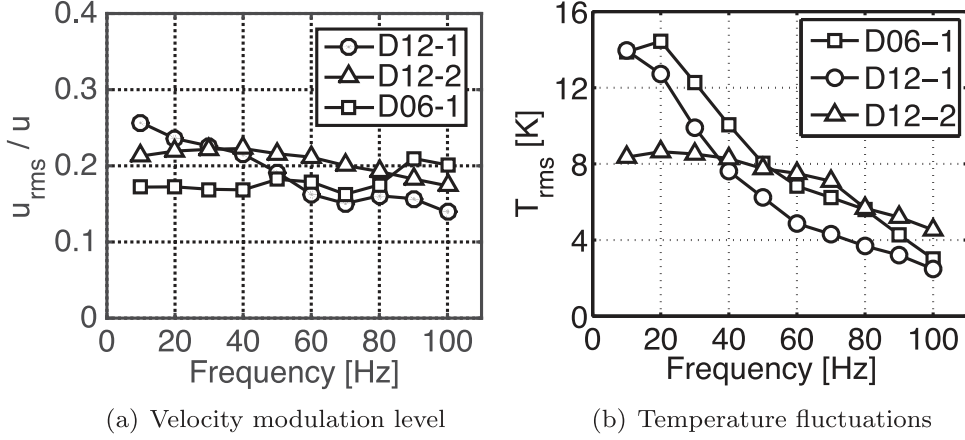 0.4
0.3
0.2
0.1
0
u_rms / u
D12-1
D12-2
D06-1
0 20 40 60 80 100
Frequency [Hz]
(a) Velocity modulation level
16
12
8
4
0
T_rms [K]
D06-1
D12-1
D12-2
0 20 40 60 80 100
Frequency [Hz]
(b) Temperature fluctuations